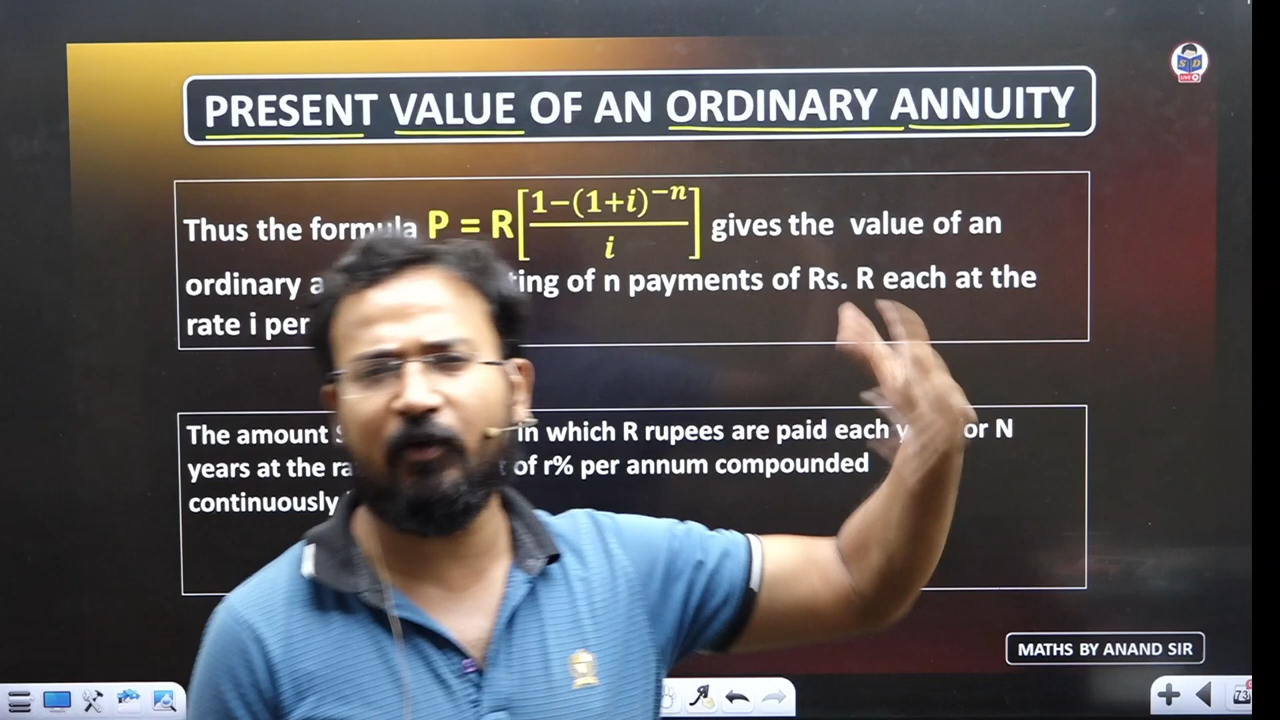 PRESENT VALUE OF AN ORDINARY ANNUITY
Thus the formula P = R[1−(1+i)^−n / i] gives the value of an
ordinary ting of n payments of Rs. R each at the
rate i per
The amount in which R rupees are paid each or N
years at the of r% per annum compounded
continuously
MATHS BY ANAND SIR